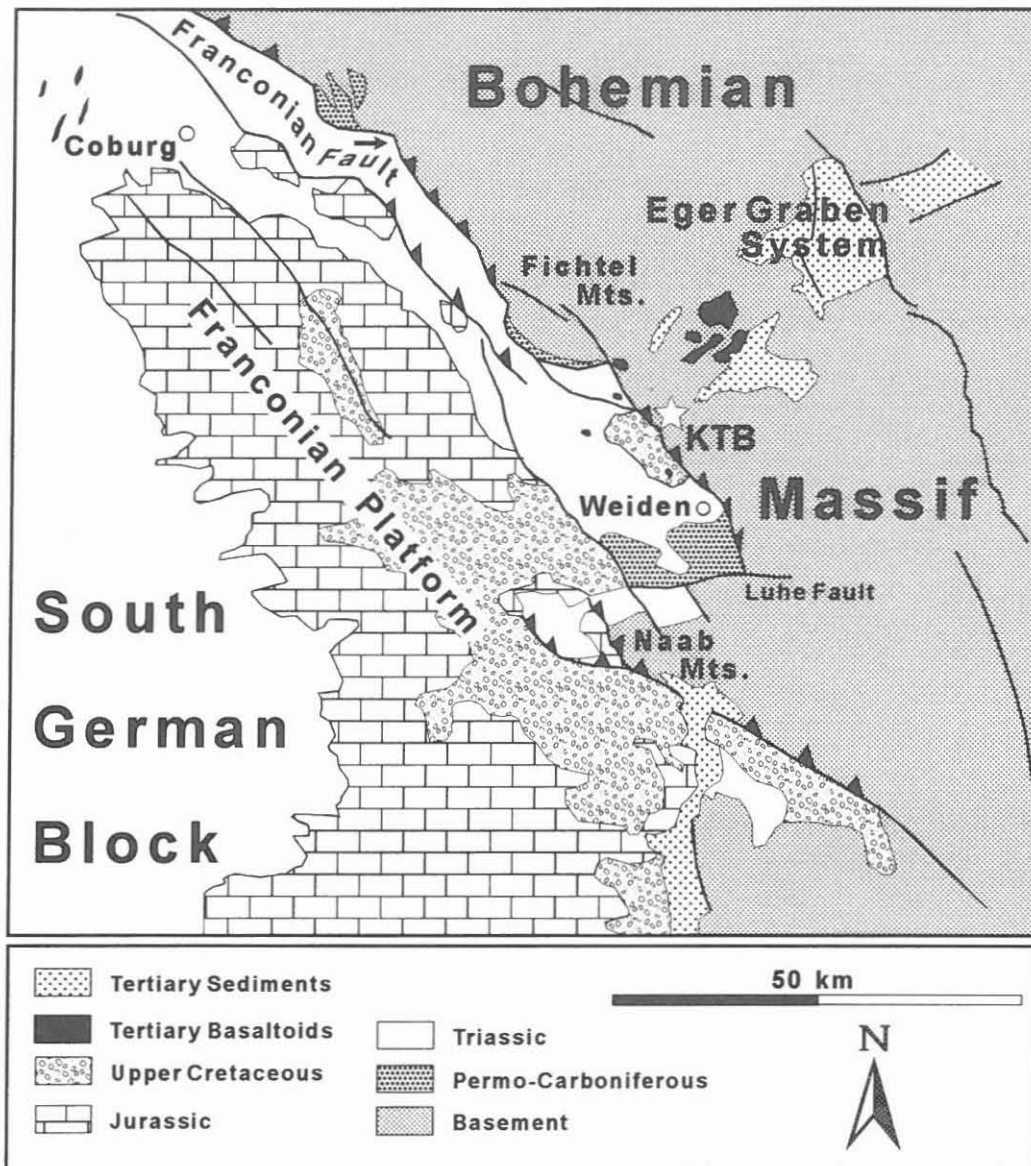 Franconian
Fault
Bohemian
Coburg
Eger Graben
System
Fichtel
Mts.
Franconian Platform
KTB
Weiden
Massif
Luhe Fault
South
German
Block
Naab
Mts.
Tertiary Sediments
Tertiary Basaltoids
Upper Cretaceous
Jurassic
Triassic
Permo-Carboniferous
Basement
50 km
N